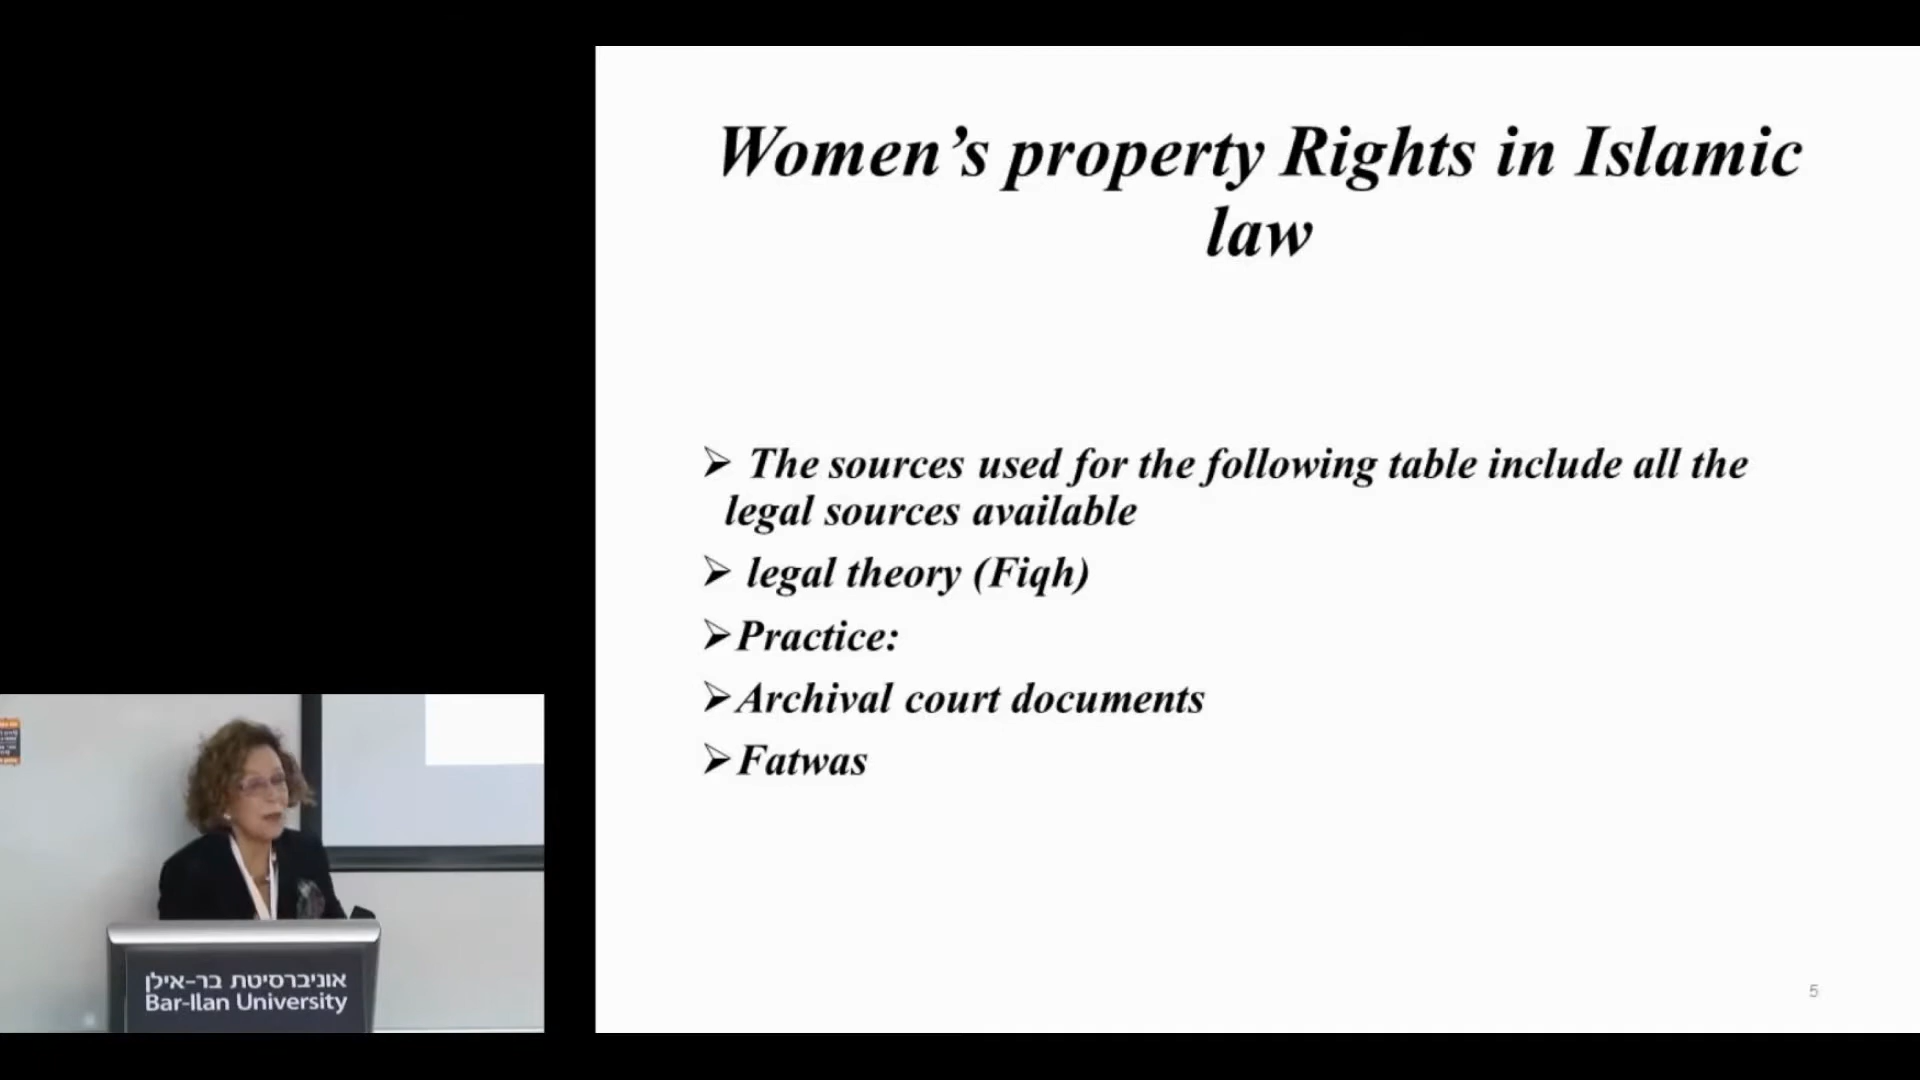 Women’s property Rights in Islamic
law
➢ The sources used for the following table include all the
legal sources available
➢ legal theory (Fiqh)
➢Practice:
➢Archival court documents
➢Fatwas
5
אוניברסיטת בר-אילן
Bar-Ilan University